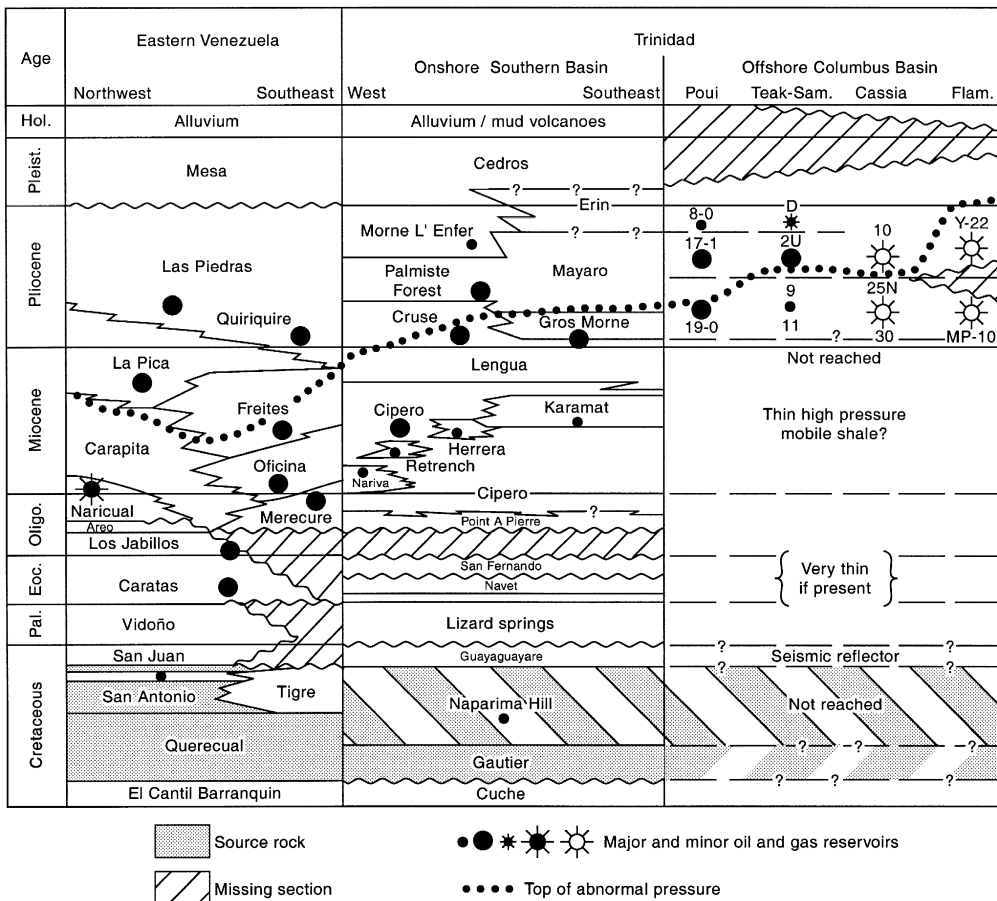 Age
Eastern Venezuela
Northwest
Southeast
Trinidad
Onshore Southern Basin
West
Southeast
Offshore Columbus Basin
Poui
Teak-Sam.
Cassia
Flam.
Hol.
Alluvium
Alluvium / mud volcanoes
Pleist.
Mesa
Cedros
? ? ?
Erin
Pliocene
Las Piedras
Quiriquire
Morne L' Enfer
? ?
Palmiste
Forest
Mayaro
Cruse
Gros Morne
8-0
17-1
19-0
D
2U
9
11
?
10
25N
30
Y-22
MP-10
Miocene
La Pica
Freites
Carapita
Oficina
Lengua
Cipero
Karamat
Herrera
Retrench
Nariva
Cipero
Not reached
Thin high pressure
mobile shale?
Oligo.
Naricual
Merecure
Areo
Los Jabillos
?
Point A Pierre
Eoc.
Caratas
San Fernando
Navet
Very thin
if present
Pal.
Vidoño
Lizard springs
Cretaceous
San Juan
San Antonio
Tigre
Querecual
El Cantil Barranquin
Guayaguayare
Naparima Hill
Gautier
Cuche
? ?
Seismic reflector
? ?
Not reached
? ? ?
? ? ?
Source rock
Major and minor oil and gas reservoirs
Missing section
Top of abnormal pressure